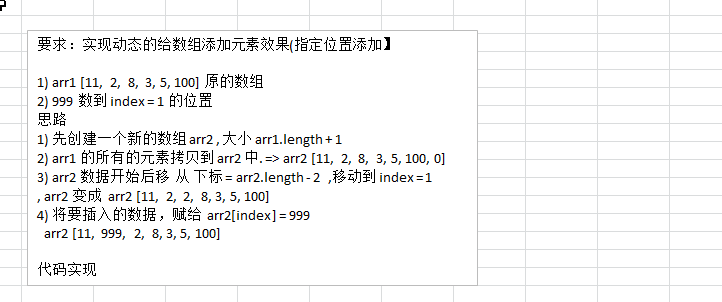 要求：实现动态的给数组添加元素效果(指定位置添加】
1) arr1 [11, 2, 8, 3, 5, 100] 原的数组
2) 999 数到 index = 1 的位置
思路
1) 先创建一个新的数组 arr2 , 大小 arr1.length + 1
2) arr1 的所有的元素拷贝到 arr2 中. => arr2 [11, 2, 8, 3, 5, 100, 0]
3) arr2 数据开始后移 从 下标 = arr2.length - 2 ,移动到 index = 1
, arr2 变成 arr2 [11, 2, 2, 8, 3, 5, 100]
4) 将要插入的数据，赋给 arr2[index] = 999
arr2 [11, 999, 2, 8, 3, 5, 100]
代码实现